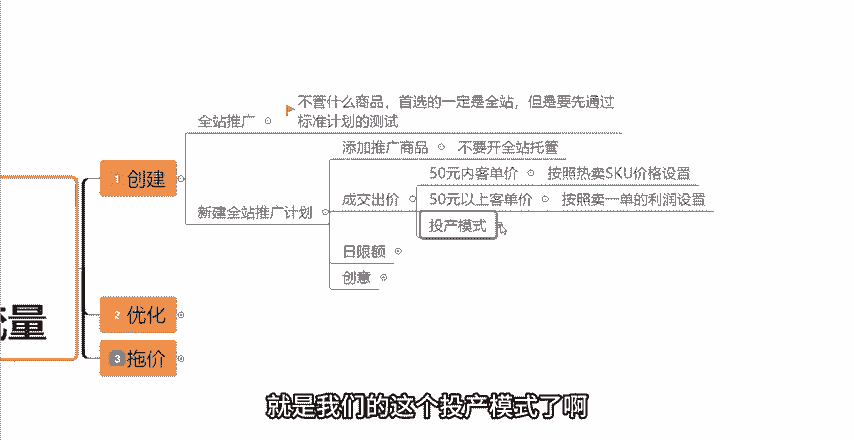 不管什么商品，首选的一定是全站，但是要先通过
标准计划的测试
全站推广
添加推广商品
不要开全站托管
50元内客单价
按照热卖SKU价格设置
1 创建
成交出价
50元以上客单价
按照卖一单的利润设置
新建全站推广计划
投产模式
日限额
创意
流量
2 优化
3 拖价
就是我们的这个投产模式了啊